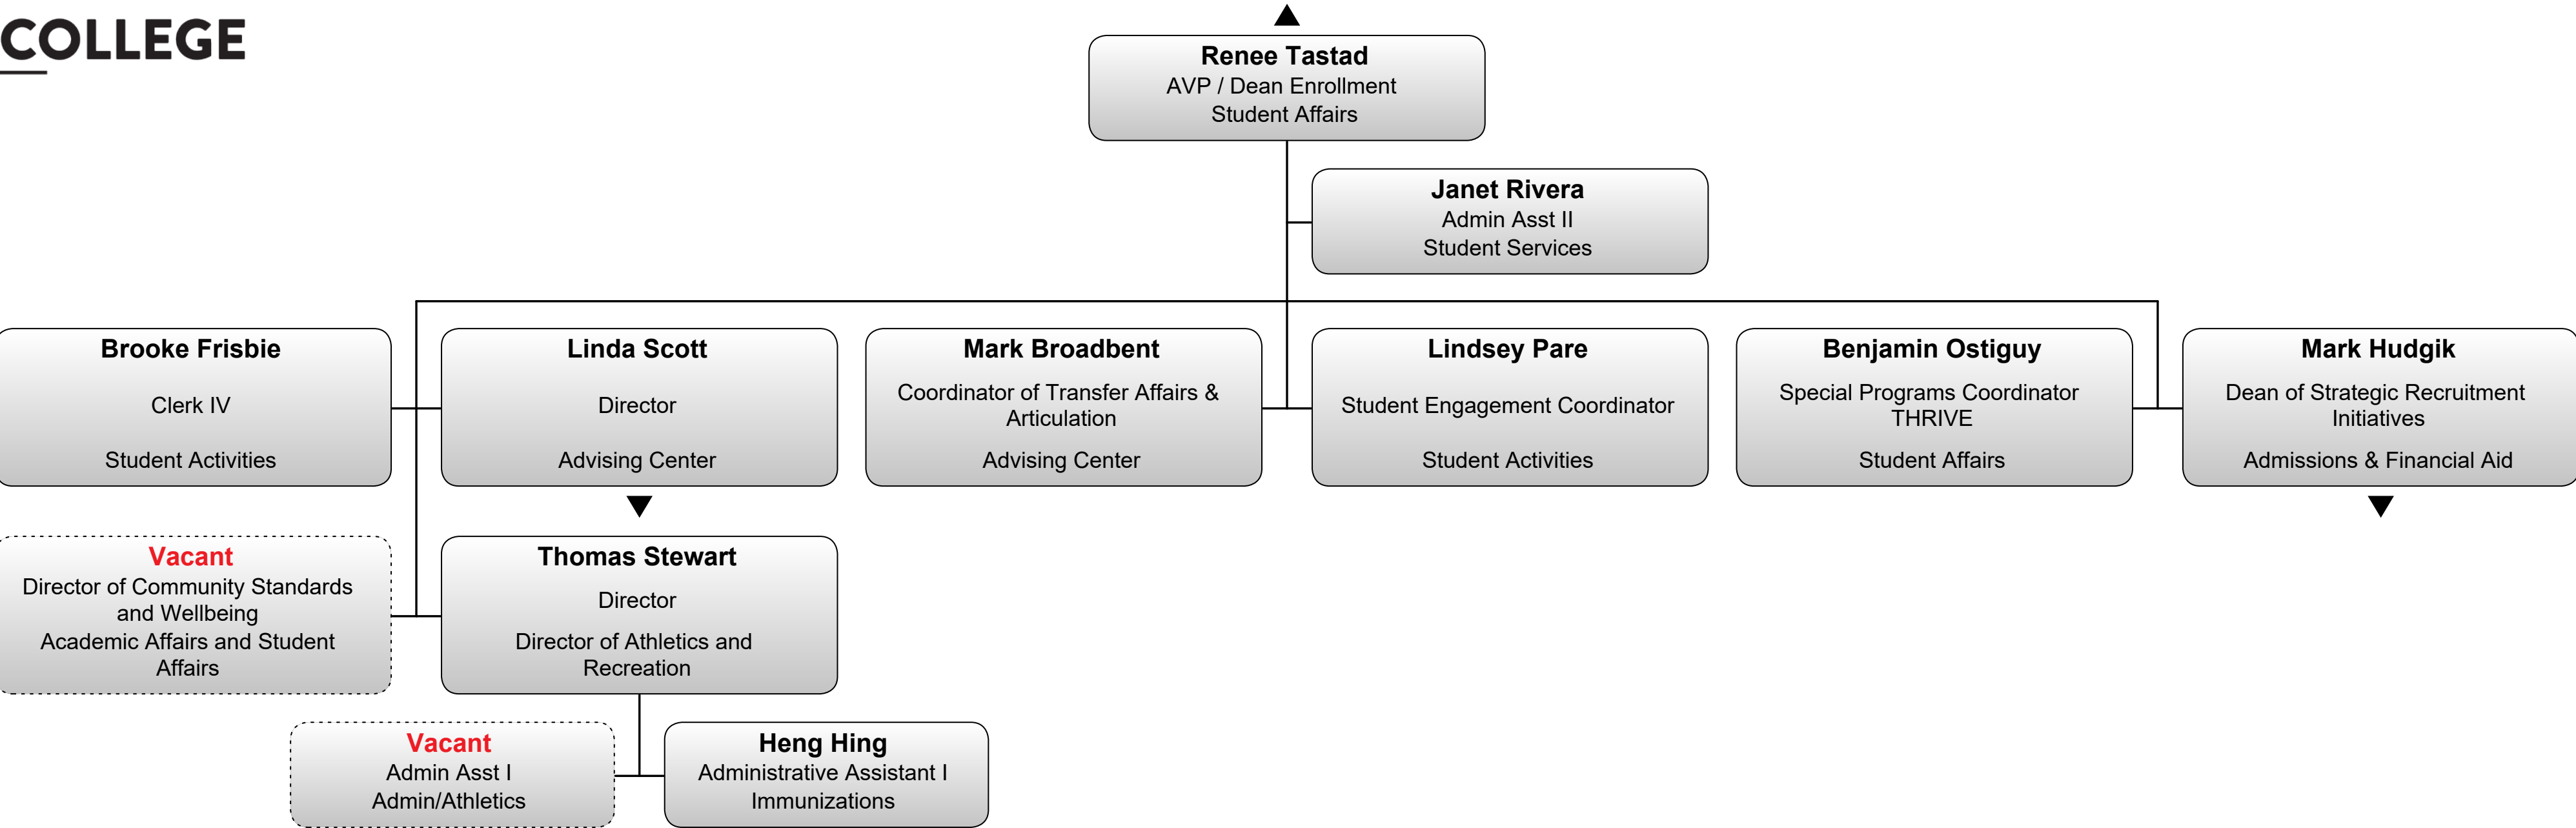 COLLEGE
Renee Tastad
AVP / Dean Enrollment
Student Affairs
Janet Rivera
Admin Asst II
Student Services
Brooke Frisbie
Clerk IV
Student Activities
Linda Scott
Director
Advising Center
Mark Broadbent
Coordinator of Transfer Affairs &
Articulation
Advising Center
Lindsey Pare
Student Engagement Coordinator
Student Activities
Benjamin Ostiguy
Special Programs Coordinator
THRIVE
Student Affairs
Mark Hudgik
Dean of Strategic Recruitment
Initiatives
Admissions & Financial Aid
Vacant
Director of Community Standards
and Wellbeing
Academic Affairs and Student
Affairs
Thomas Stewart
Director
Director of Athletics and
Recreation
Vacant
Admin Asst I
Admin/Athletics
Heng Hing
Administrative Assistant I
Immunizations